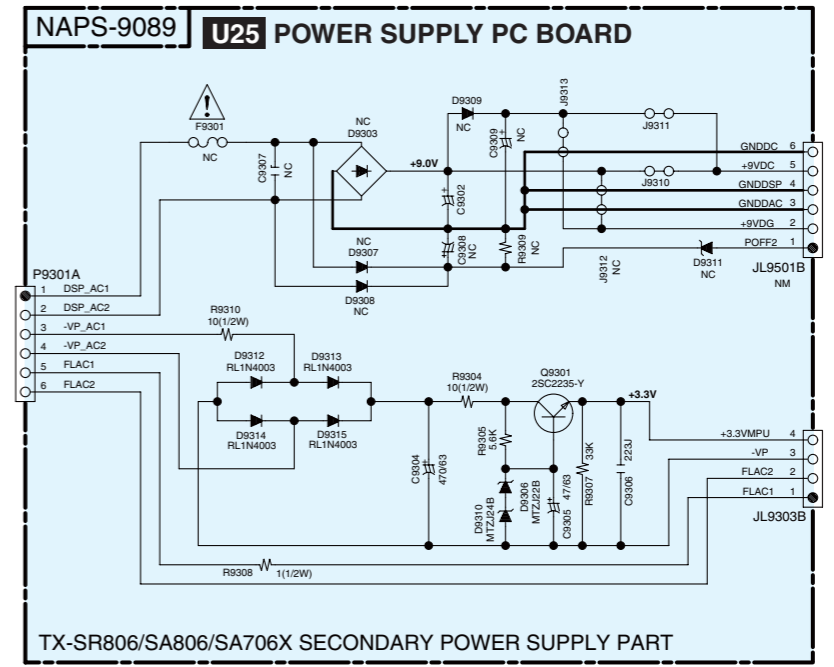 NAPS-9089
U25 POWER SUPPLY PC BOARD
F9301
NC
C9307
NC
NC
D9303
+9.0V
D9309
NC
C9309
NC
J9313
J9311
J9310
C9302
C9308
NC
R9309
NC
NC
D9307
D9308
NC
J9312
NC
D9311
NC
GNDDC 6
+9VDC 5
GNDDSP 4
GNDDAC 3
+9VDG 2
POFF2 1
JL9501B
NM
P9301A
1 DSP_AC1
2 DSP_AC2
3 -VP_AC1
4 -VP_AC2
5 FLAC1
6 FLAC2
R9310
10(1/2W)
D9312
RL1N4003
D9313
RL1N4003
D9314
RL1N4003
D9315
RL1N4003
C9304
470/63
R9304
10(1/2W)
R9305
5.6K
Q9301
2SC2235-Y
+3.3V
D9310
MTZJ24B
D9306
MTZJ22B
47/63
C9305
33K
R9307
223J
C9306
+3.3VMPU 4
-VP 3
FLAC2 2
FLAC1 1
JL9303B
R9308 1(1/2W)
TX-SR806/SA806/SA706X SECONDARY POWER SUPPLY PART